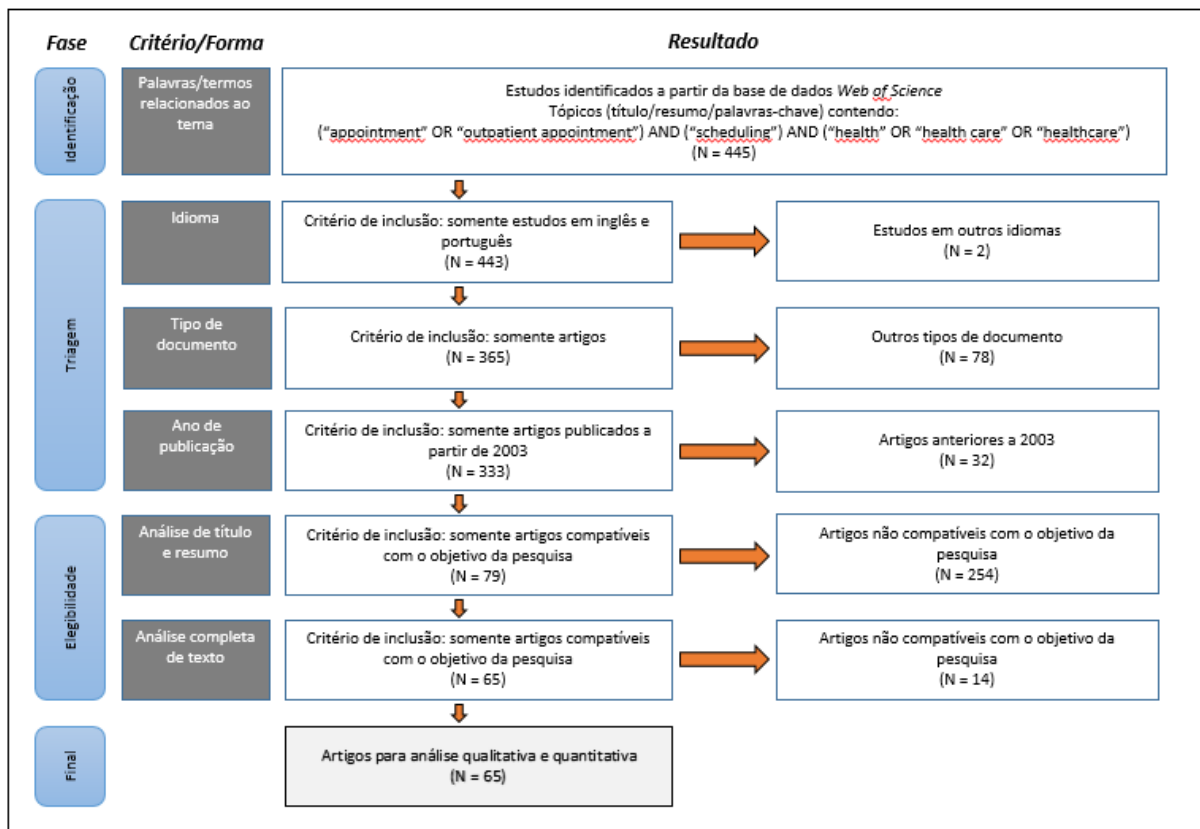 Fase
Critério/Forma
Resultado
Identificação
Palavras/termos
relacionados ao
tema
Estudos identificados a partir da base de dados Web of Science
Tópicos (título/resumo/palavras-chave) contendo:
(“appointment” OR “outpatient appointment”) AND (“scheduling”) AND (“health” OR “health care” OR “healthcare”)
(N = 445)
Triagem
Idioma
Critério de inclusão: somente estudos em inglês e
português
(N = 443)
Estudos em outros idiomas
(N = 2)
Tipo de
documento
Critério de inclusão: somente artigos
(N = 365)
Outros tipos de documento
(N = 78)
Ano de
publicação
Critério de inclusão: somente artigos publicados a
partir de 2003
(N = 333)
Artigos anteriores a 2003
(N = 32)
Elegibilidade
Análise de título
e resumo
Critério de inclusão: somente artigos compatíveis
com o objetivo da pesquisa
(N = 79)
Artigos não compatíveis com o objetivo da
pesquisa
(N = 254)
Análise completa
de texto
Critério de inclusão: somente artigos compatíveis
com o objetivo da pesquisa
(N = 65)
Artigos não compatíveis com o objetivo da
pesquisa
(N = 14)
Final
Artigos para análise qualitativa e quantitativa
(N = 65)